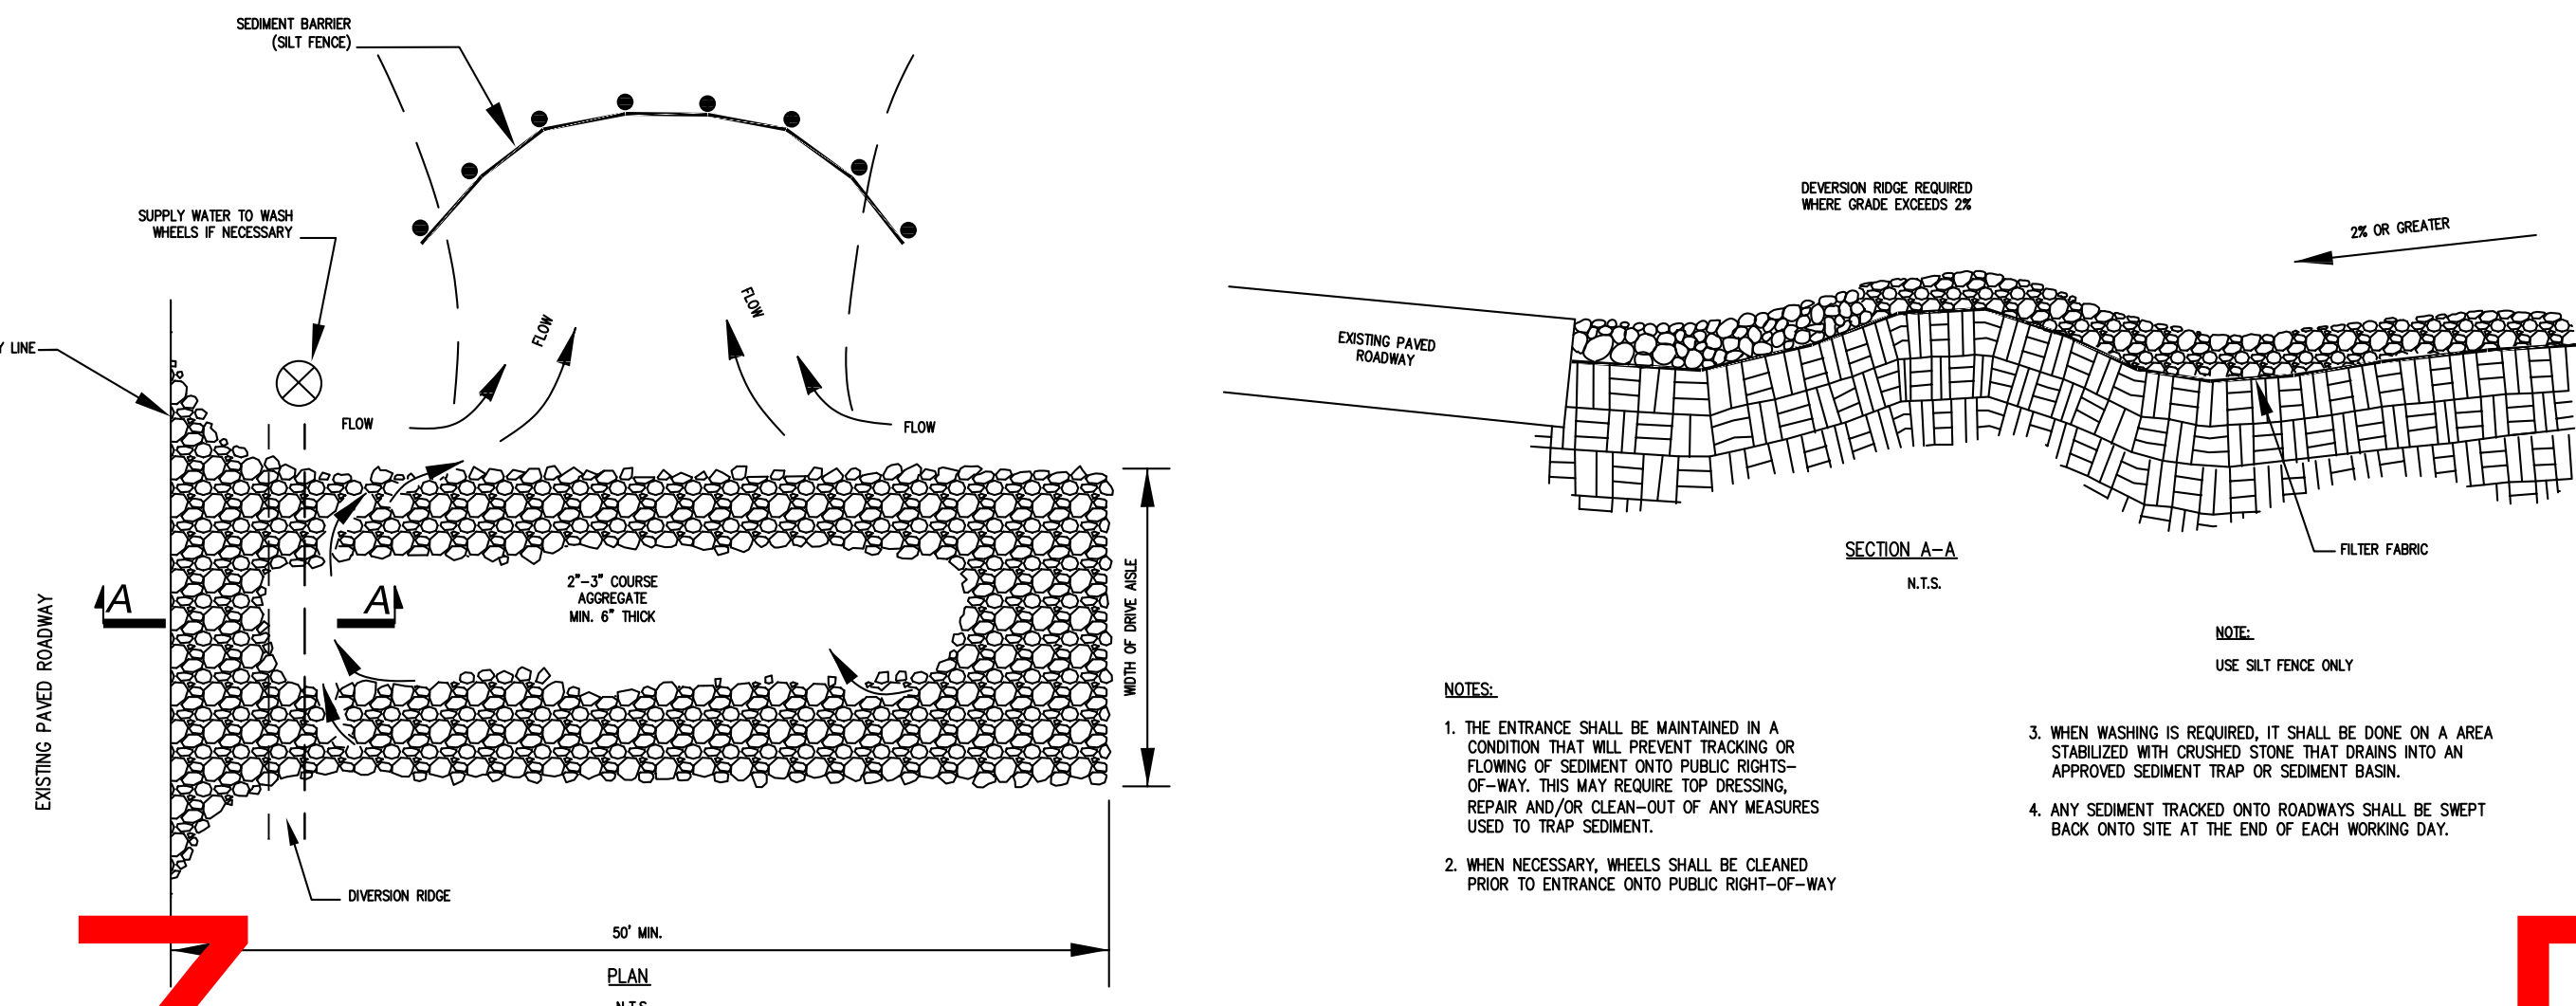 SEDIMENT BARRIER
(SILT FENCE)
SUPPLY WATER TO WASH
WHEELS IF NECESSARY
Y LINE
FLOW
FLOW
FLOW
FLOW
A
A
2"-3" COURSE
AGGREGATE
MIN. 6" THICK
WIDTH OF DRIVE AISLE
EXISTING PAVED ROADWAY
DIVERSION RIDGE
50' MIN.
PLAN
N.T.S.
DEVERSION RIDGE REQUIRED
WHERE GRADE EXCEEDS 2%
2% OR GREATER
EXISTING PAVED
ROADWAY
FILTER FABRIC
SECTION A-A
N.T.S.
NOTE:
USE SILT FENCE ONLY
NOTES:
1. THE ENTRANCE SHALL BE MAINTAINED IN A
CONDITION THAT WILL PREVENT TRACKING OR
FLOWING OF SEDIMENT ONTO PUBLIC RIGHTS-
OF-WAY. THIS MAY REQUIRE TOP DRESSING,
REPAIR AND/OR CLEAN-OUT OF ANY MEASURES
USED TO TRAP SEDIMENT.
2. WHEN NECESSARY, WHEELS SHALL BE CLEANED
PRIOR TO ENTRANCE ONTO PUBLIC RIGHT-OF-WAY
3. WHEN WASHING IS REQUIRED, IT SHALL BE DONE ON A AREA
STABILIZED WITH CRUSHED STONE THAT DRAINS INTO AN
APPROVED SEDIMENT TRAP OR SEDIMENT BASIN.
4. ANY SEDIMENT TRACKED ONTO ROADWAYS SHALL BE SWEPT
BACK ONTO SITE AT THE END OF EACH WORKING DAY.